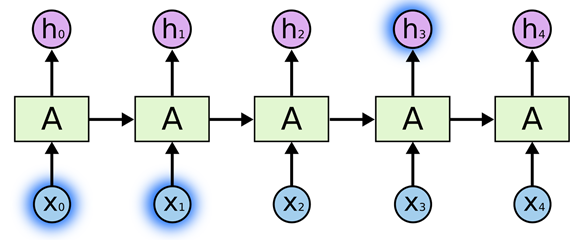 h₀ h₁ h₂ h₃ h₄
A A A A A
x₀ x₁ x₂ x₃ x₄